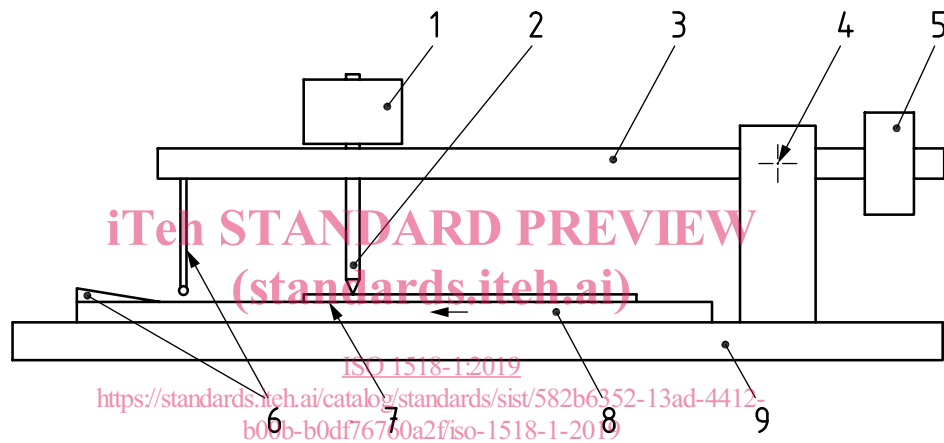 1 2 3 4 5
iTeh STANDARD PREVIEW
(standards.iteh.ai)
ISO 1518-1:2019
https://standards.iteh.ai/catalog/standards/sist/582b6352-13ad-4412-
b00b-b0df76760a2f/iso-1518-1-2019
6 7 8 9